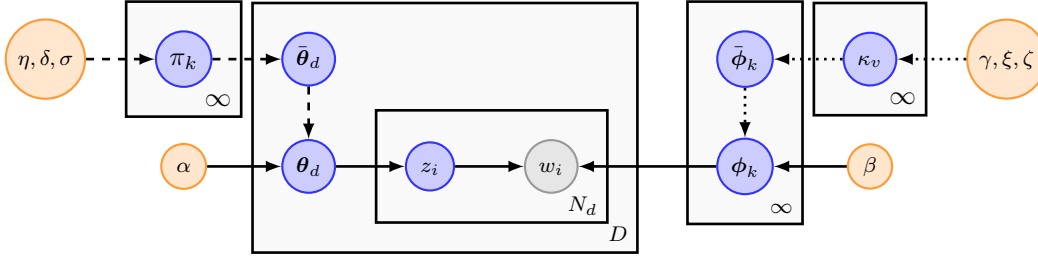 η, δ, σ
π_k
θ̄_d
ϕ̄_k
κ_v
γ, ξ, ζ
∞
∞
α
θ_d
z_i
w_i
ϕ_k
β
N_d
∞
D